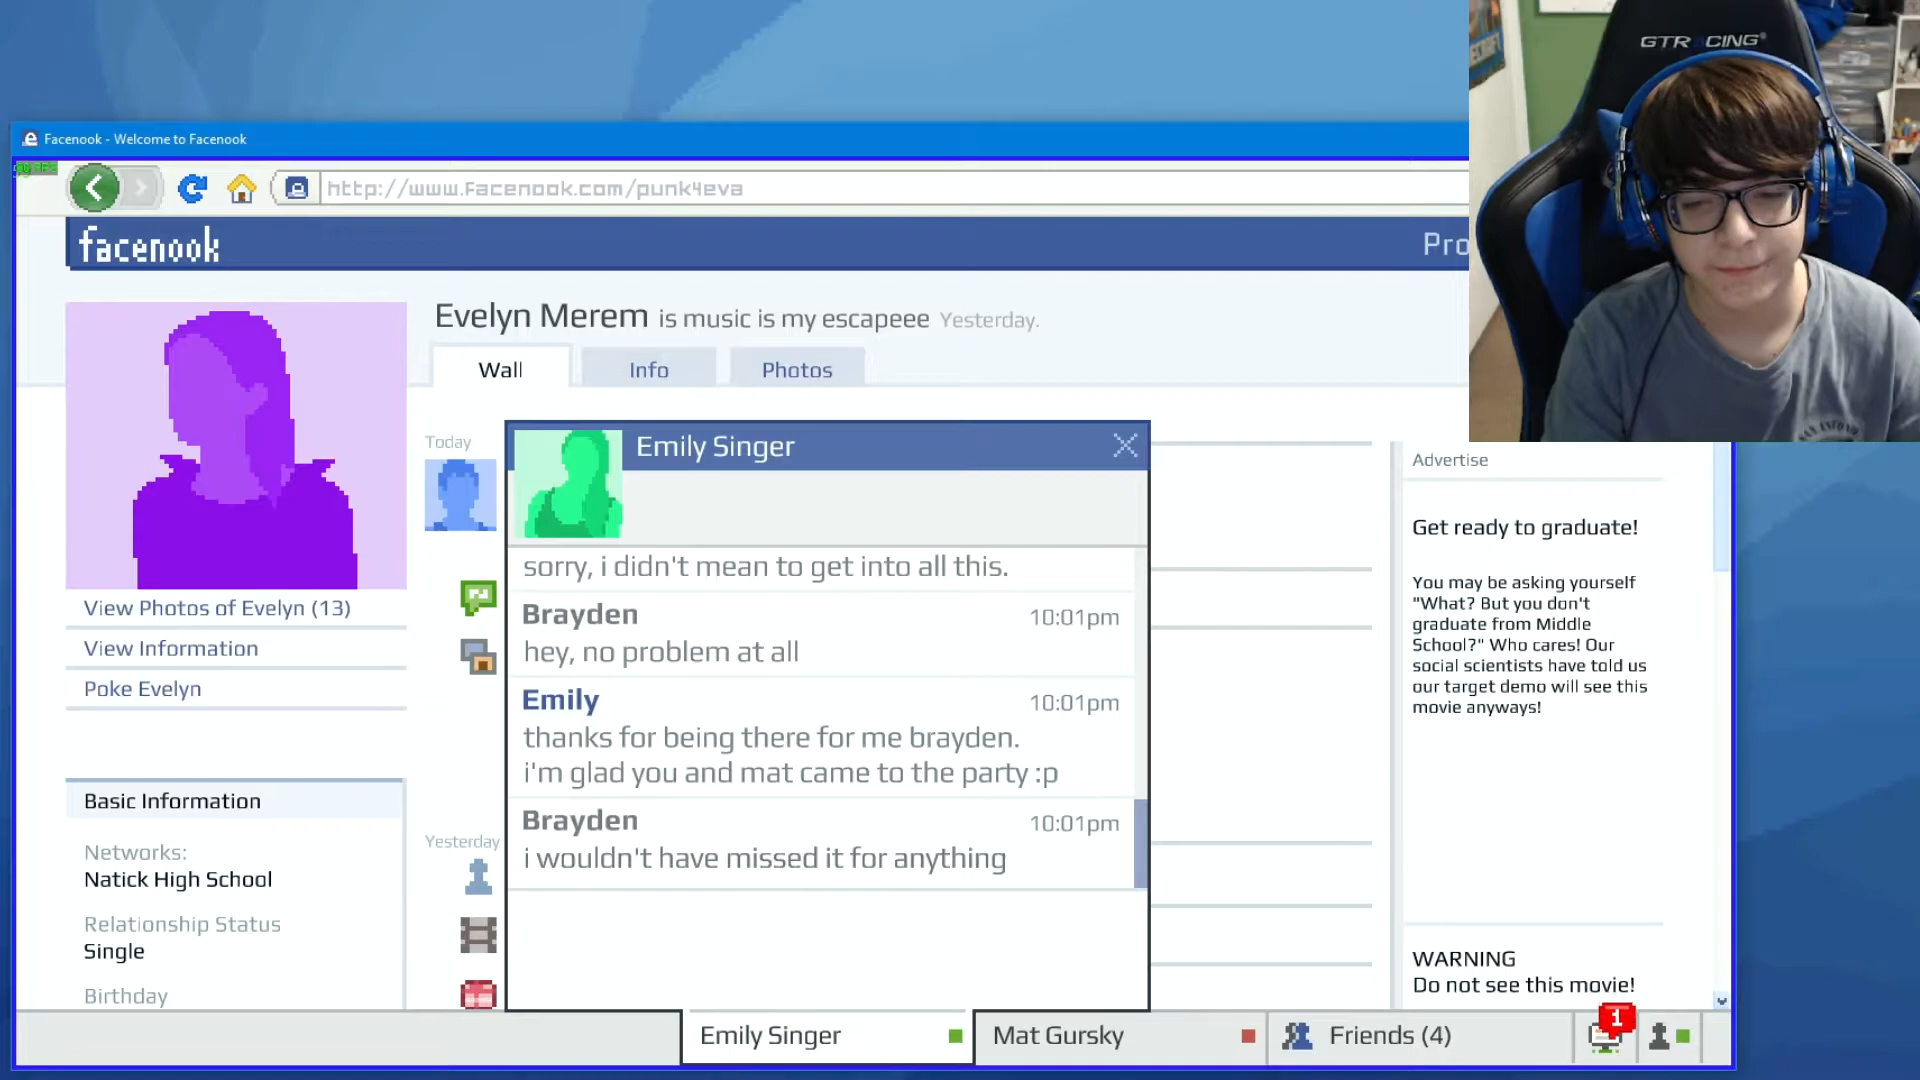 GTRACING
Facenook - Welcome to Facenook
http://www.facenook.com/punk4eva
facenook
Pro
Evelyn Merem is music is my escapeee Yesterday.
Wall
Info
Photos
Today
Emily Singer
sorry, i didn't mean to get into all this.
Brayden 10:01pm
hey, no problem at all
Emily 10:01pm
thanks for being there for me brayden.
i'm glad you and mat came to the party :p
Brayden 10:01pm
i wouldn't have missed it for anything
View Photos of Evelyn (13)
View Information
Poke Evelyn
Basic Information
Networks:
Natick High School
Relationship Status
Single
Birthday
Yesterday
Advertise
Get ready to graduate!
You may be asking yourself
"What? But you don't
graduate from Middle
School?" Who cares! Our
social scientists have told us
our target demo will see this
movie anyways!
WARNING
Do not see this movie!
Emily Singer
Mat Gursky
Friends (4)
1